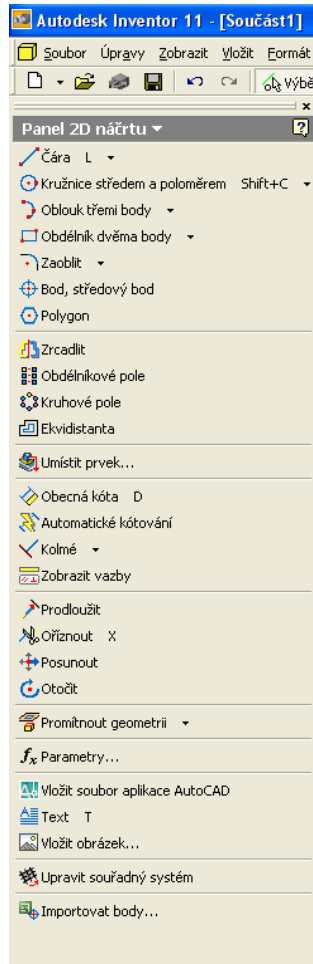 Autodesk Inventor 11 - [Součást1]
Soubor Úpravy Zobrazit Vložit Formát
Výbě
Panel 2D náčrtu
Čára L
Kružnice středem a poloměrem Shift+C
Oblouk třemi body
Obdélník dvěma body
Zaoblit
Bod, středový bod
Polygon
Zrcadlit
Obdélníkové pole
Kruhové pole
Ekvidistanta
Umístit prvek...
Obecná kóta D
Automatické kótování
Kolmé
Zobrazit vazby
Prodloužit
Oříznout X
Posunout
Otočit
Promítnout geometrii
fx Parametry...
Vložit soubor aplikace AutoCAD
Text T
Vložit obrázek...
Upravit souřadný systém
Importovat body...